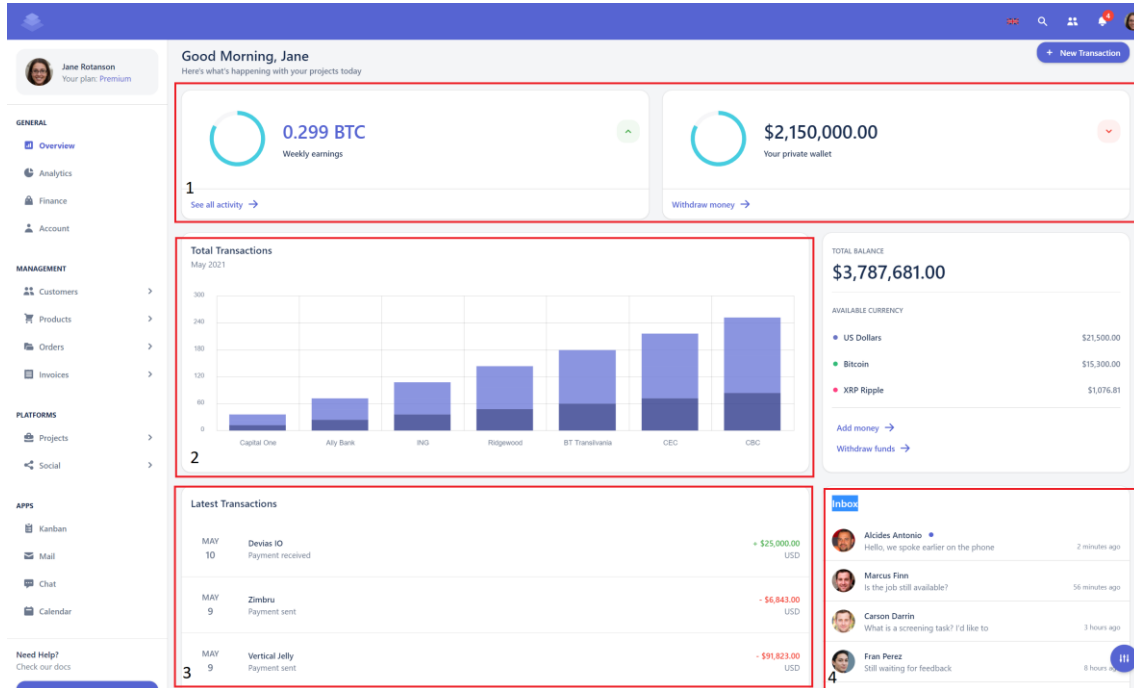 4
Jane Rotanson
Your plan: Premium
GENERAL
Overview
Analytics
Finance
Account
MANAGEMENT
Customers
Products
Orders
Invoices
PLATFORMS
Projects
Social
APPS
Kanban
Mail
Chat
Calendar
Need Help?
Check our docs
Good Morning, Jane
Here's what's happening with your projects today
+ New Transaction
0.299 BTC
Weekly earnings
1
See all activity →
$2,150,000.00
Your private wallet
Withdraw money →
Total Transactions
May 2021
300
240
180
120
60
0
Capital One Ally Bank ING Ridgewood BT Transilvania CEC CBC
2
TOTAL BALANCE
$3,787,681.00
AVAILABLE CURRENCY
US Dollars $21,500.00
Bitcoin $15,300.00
XRP Ripple $1,076.81
Add money →
Withdraw funds →
Latest Transactions
MAY
10
Devias IO
Payment received
+ $25,000.00
USD
MAY
9
Zimbru
Payment sent
- $6,843.00
USD
MAY
9
Vertical Jelly
Payment sent
- $91,823.00
USD
3
Inbox
Alcides Antonio
Hello, we spoke earlier on the phone 2 minutes ago
Marcus Finn
Is the job still available? 56 minutes ago
Carson Darrin
What is a screening task? I'd like to 3 hours ago
Fran Perez
Still waiting for feedback 8 hours
4